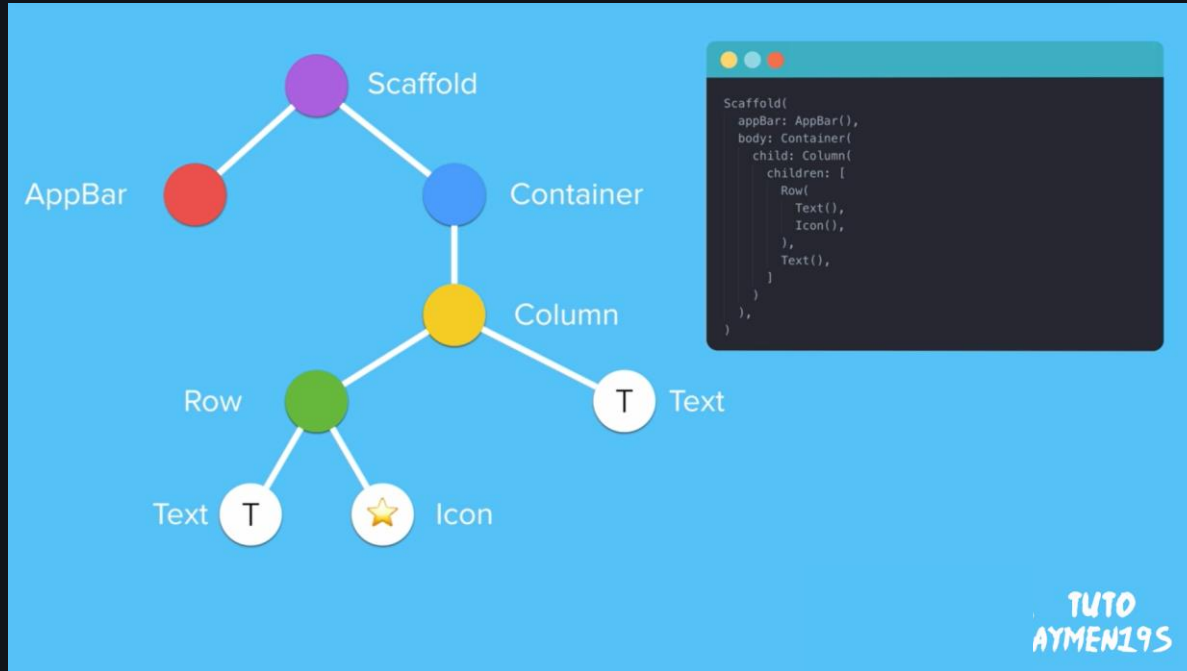 Scaffold
AppBar
Container
Column
Row
T
Text
Text
T
Icon
Scaffold(
  appBar: AppBar(),
  body: Container(
    child: Column(
      children: [
        Row(
          Text(),
          Icon(),
        ),
        Text(),
      ]
    )
  ),
)
TUTO
AYMEN19S